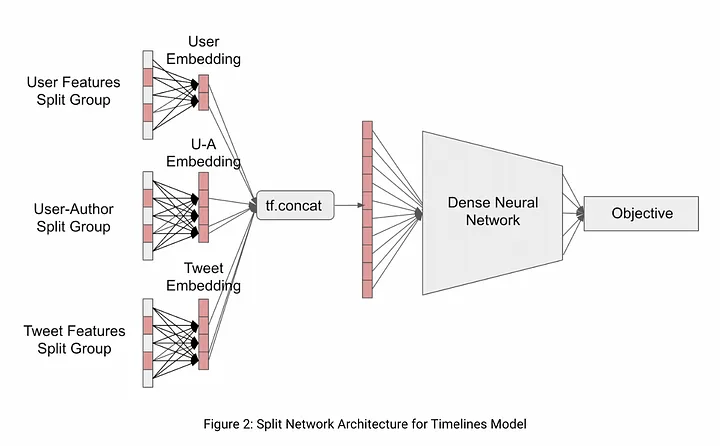 User
Embedding
User Features
Split Group
U-A
Embedding
User-Author
Split Group
tf.concat
Dense Neural
Network
Objective
Tweet
Embedding
Tweet Features
Split Group
Figure 2: Split Network Architecture for Timelines Model